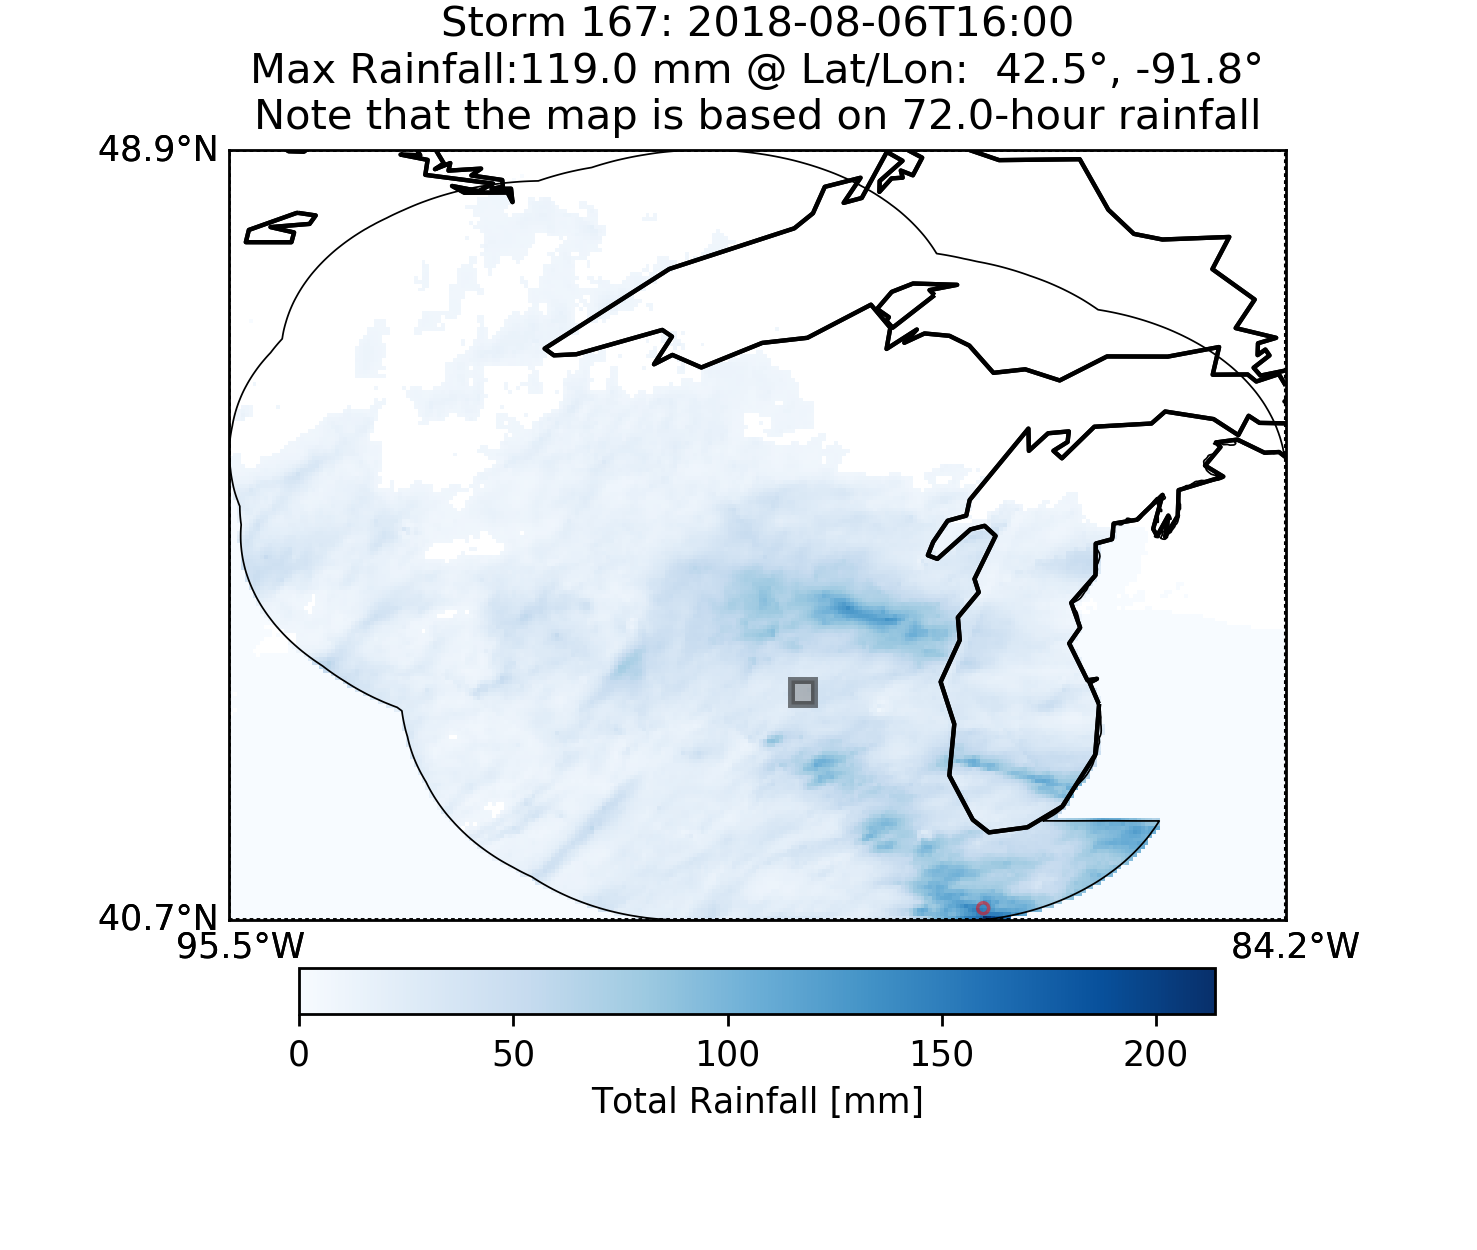 Storm 167: 2018-08-06T16:00
Max Rainfall:119.0 mm @ Lat/Lon:  42.5°, -91.8°
Note that the map is based on 72.0-hour rainfall
48.9°N
40.7°N
95.5°W 84.2°W
0 50 100 150 200
Total Rainfall [mm]